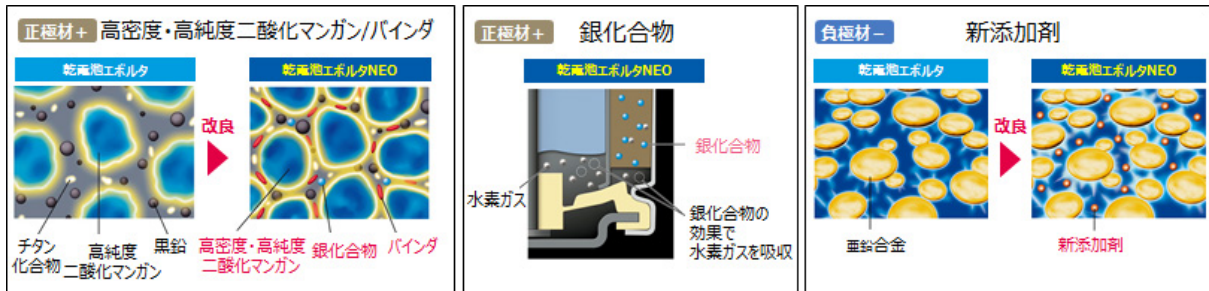 正極材+ 高密度・高純度二酸化マンガン/バインダ
乾電池エボルタ
乾電池エボルタNEO
改良
チタン
化合物
高純度
二酸化マンガン
黒鉛
高密度・高純度
二酸化マンガン
銀化合物
バインダ
正極材+ 銀化合物
乾電池エボルタNEO
銀化合物
水素ガス
銀化合物の
効果で
水素ガスを吸収
負極材− 新添加剤
乾電池エボルタ
乾電池エボルタNEO
改良
亜鉛合金
新添加剤